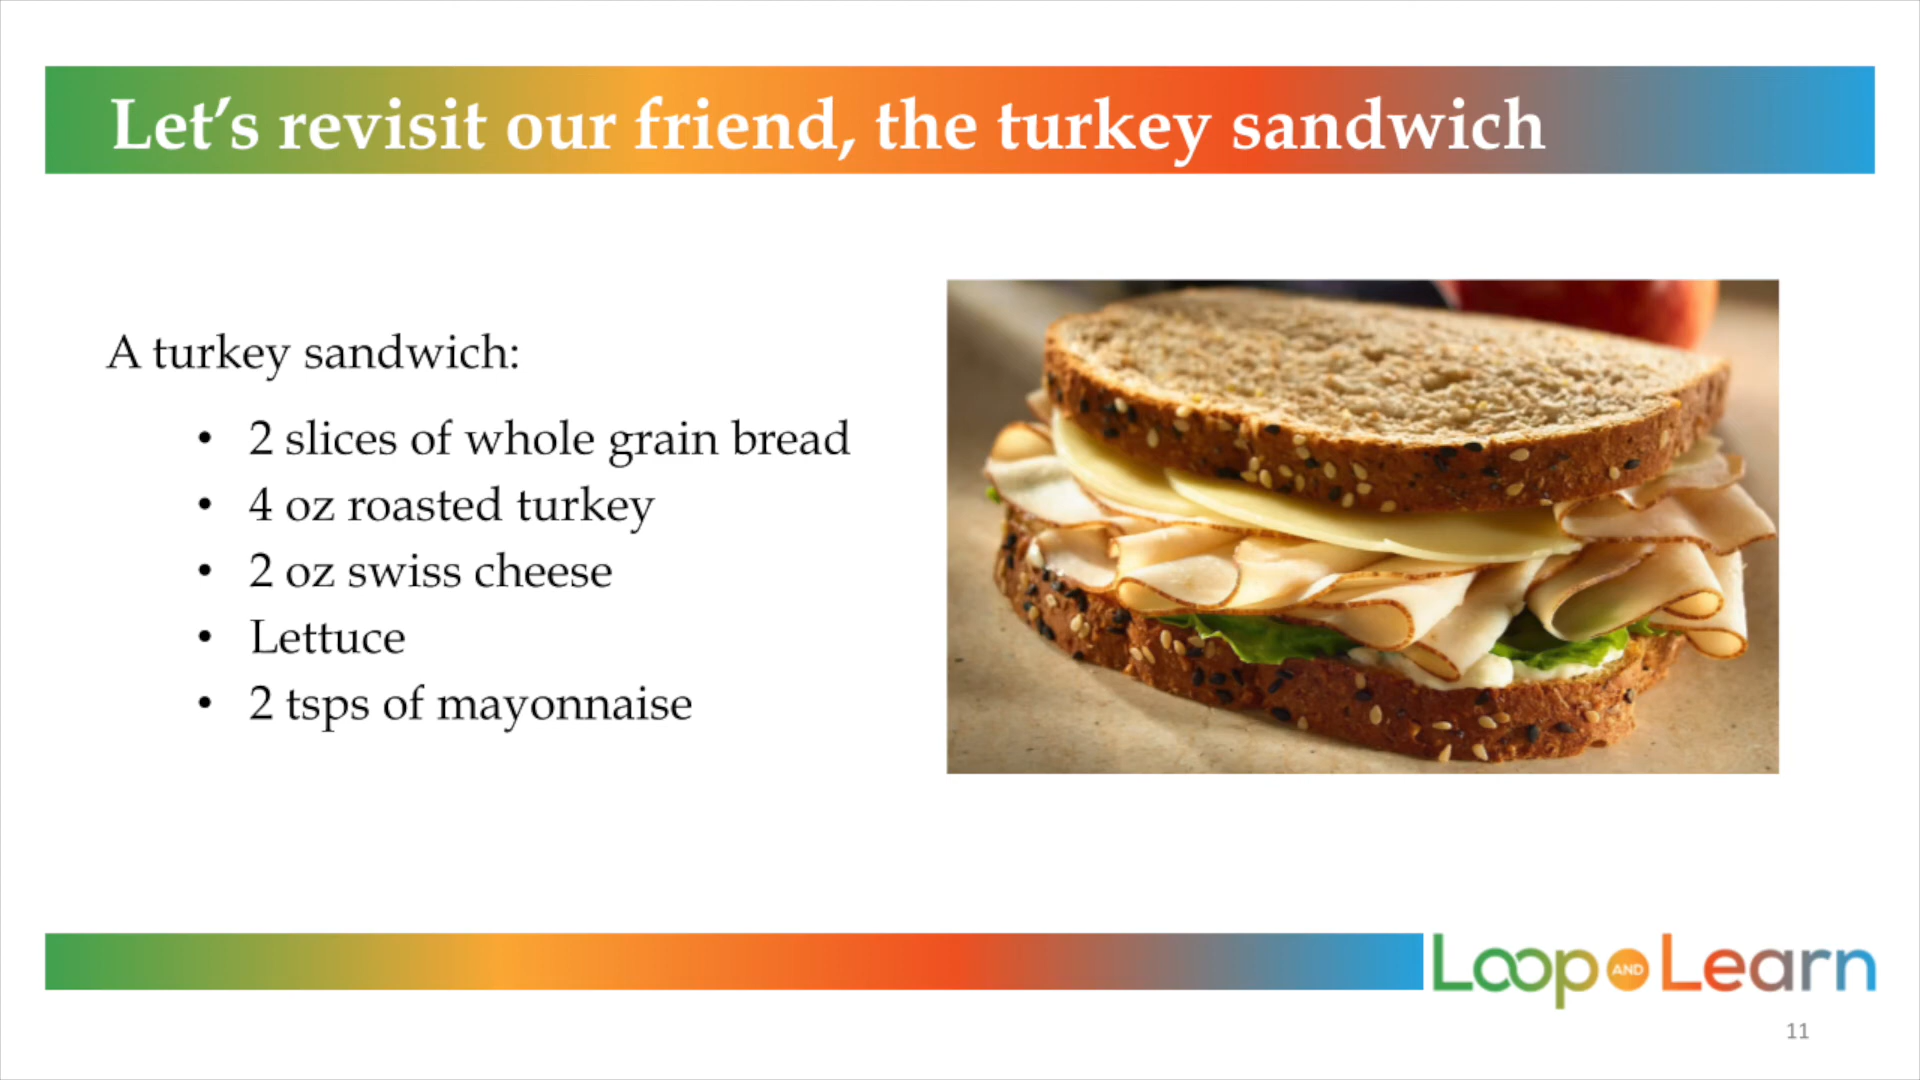 Let’s revisit our friend, the turkey sandwich
A turkey sandwich:
• 2 slices of whole grain bread
• 4 oz roasted turkey
• 2 oz swiss cheese
• Lettuce
• 2 tsps of mayonnaise
Loop AND Learn
11